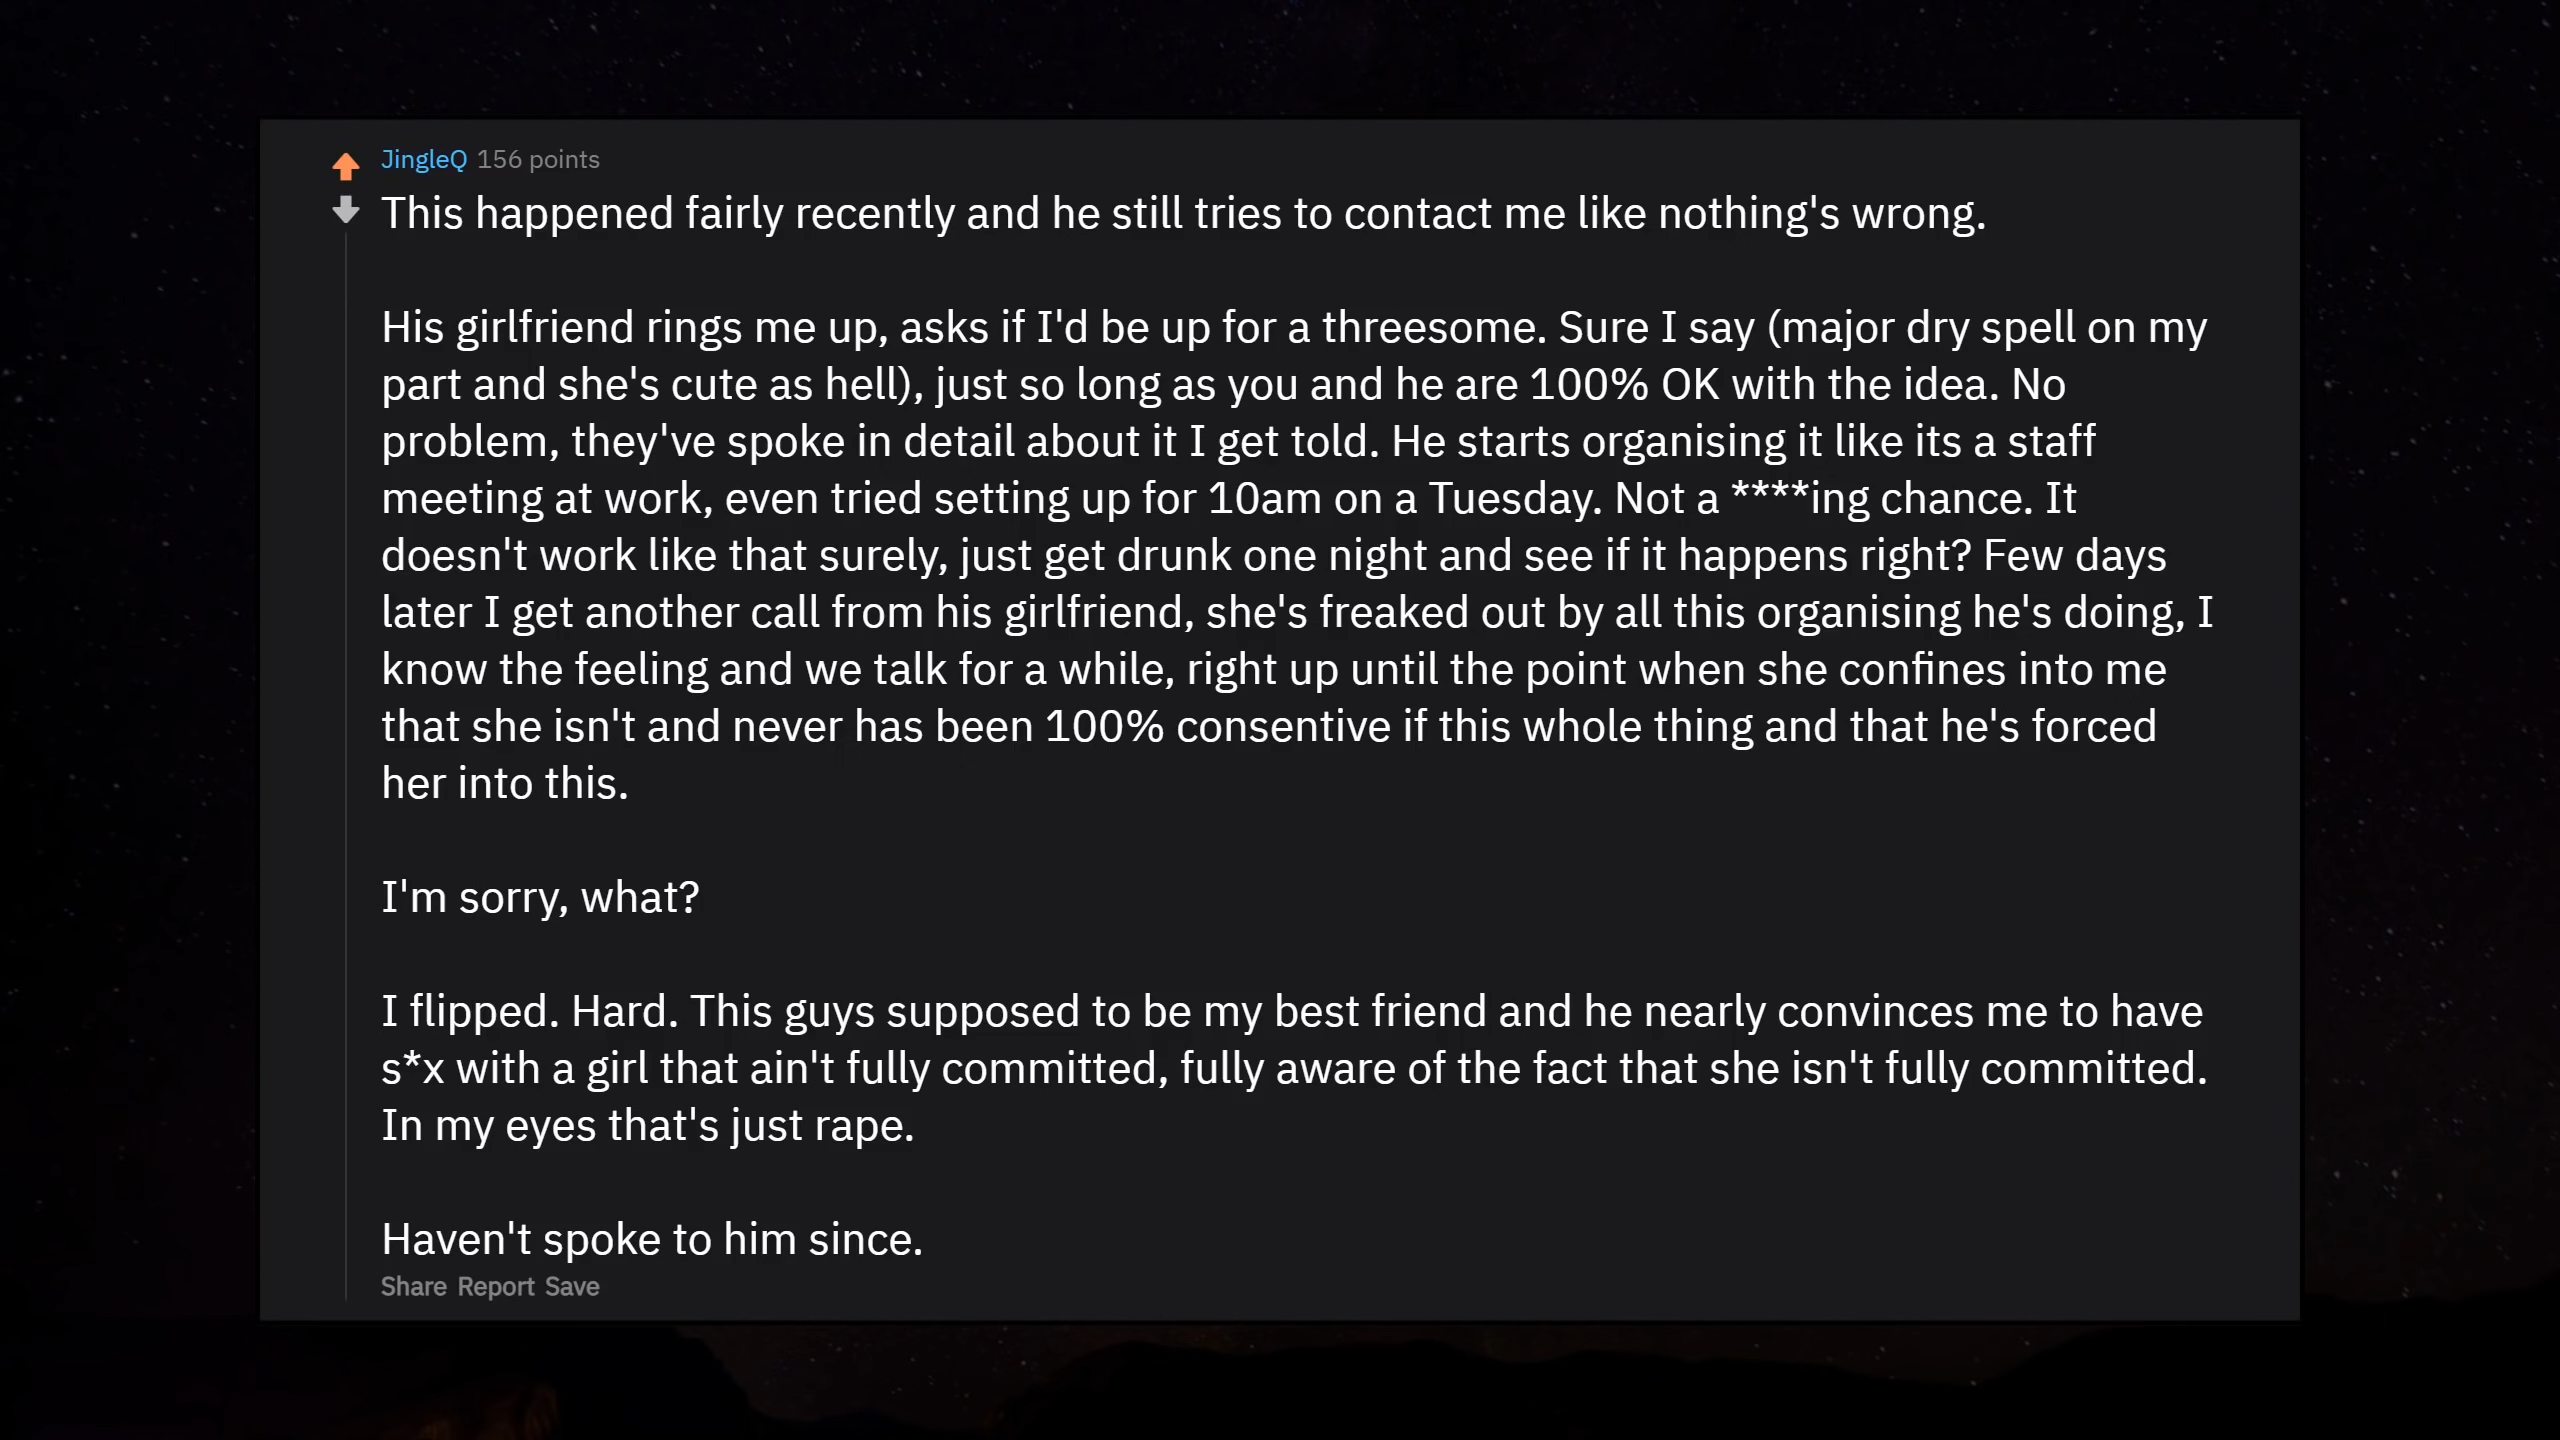 JingleQ 156 points
This happened fairly recently and he still tries to contact me like nothing's wrong.
His girlfriend rings me up, asks if I'd be up for a threesome. Sure I say (major dry spell on my
part and she's cute as hell), just so long as you and he are 100% OK with the idea. No
problem, they've spoke in detail about it I get told. He starts organising it like its a staff
meeting at work, even tried setting up for 10am on a Tuesday. Not a ****ing chance. It
doesn't work like that surely, just get drunk one night and see if it happens right? Few days
later I get another call from his girlfriend, she's freaked out by all this organising he's doing, I
know the feeling and we talk for a while, right up until the point when she confines into me
that she isn't and never has been 100% consentive if this whole thing and that he's forced
her into this.
I'm sorry, what?
I flipped. Hard. This guys supposed to be my best friend and he nearly convinces me to have
s*x with a girl that ain't fully committed, fully aware of the fact that she isn't fully committed.
In my eyes that's just rape.
Haven't spoke to him since.
Share Report Save